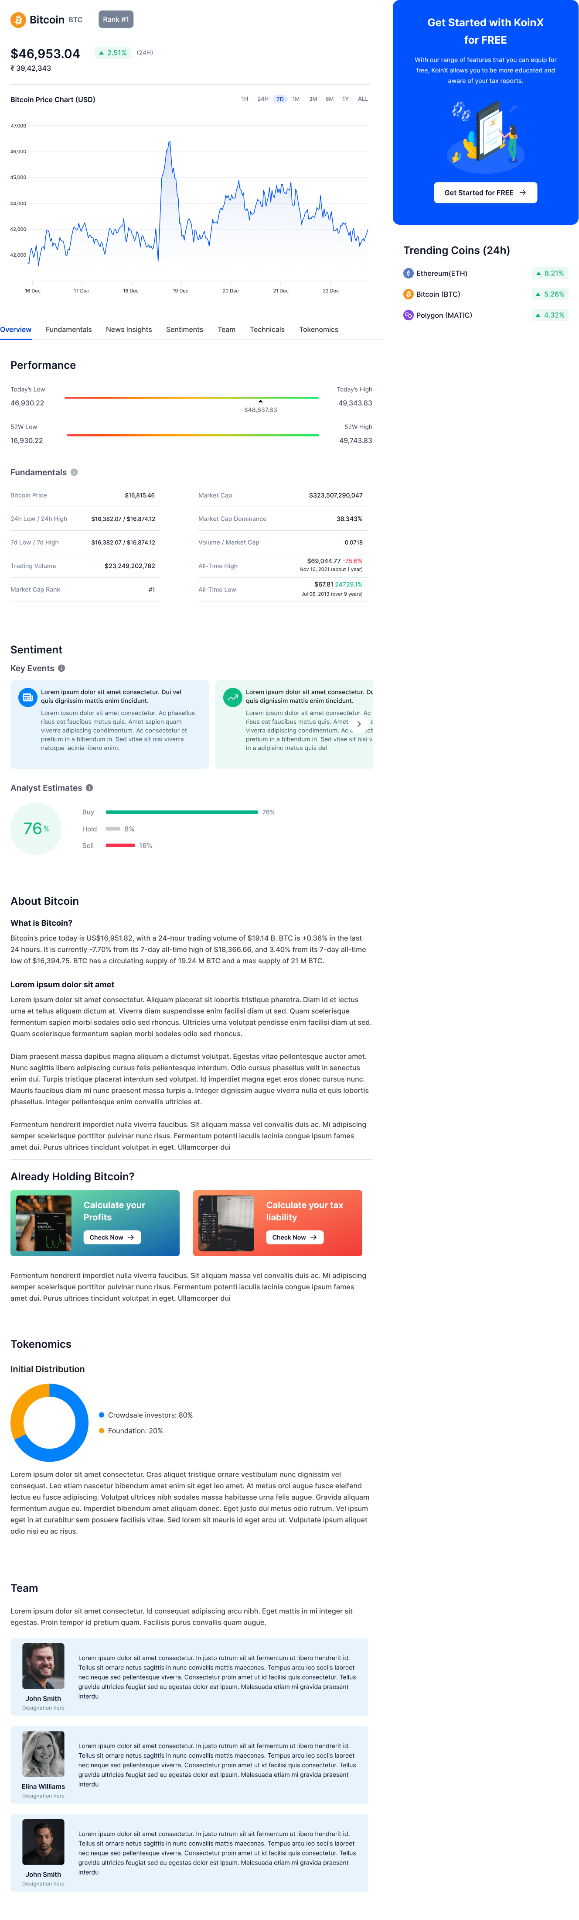 Bitcoin BTC Rank #1
$46,953.04 2.51% (24H)
₹ 39,42,343
Bitcoin Price Chart (USD) 1H 24H 7D 1M 3M 6M 1Y ALL
47,000
46,000
45,000
44,000
43,000
42,000
16 Dec 17 Dec 18 Dec 19 Dec 20 Dec 21 Dec 22 Dec
Get Started with KoinX
for FREE
With our range of features that you can equip for
free, KoinX allows you to be more educated and
aware of your tax reports.
Get Started for FREE
Trending Coins (24h)
Ethereum(ETH) 8.21%
Bitcoin (BTC) 5.26%
Polygon (MATIC) 4.32%
Overview Fundamentals News Insights Sentiments Team Technicals Tokenomics
Performance
Today's Low Today's High
46,930.22 49,343.83
$48,637.83
52W Low 52W High
16,930.22 49,743.83
Fundamentals
Bitcoin Price $16,815.46 Market Cap $323,507,290,047
24h Low / 24h High $16,382.07 / $16,874.12 Market Cap Dominance 38.343%
7d Low / 7d High $16,382.07 / $16,874.12 Volume / Market Cap 0.0718
Trading Volume $23,249,202,782 All-Time High $69,044.77 -75.6%
Nov 10, 2021 (about 1 year)
Market Cap Rank #1 All-Time Low $67.81 24729.1%
Jul 06, 2013 (over 9 years)
Sentiment
Key Events
Lorem ipsum dolor sit amet consectetur. Dui vel
quis dignissim mattis enim tincidunt.
Lorem ipsum dolor sit amet consectetur. Ac phasellus
risus est faucibus metus quis. Amet sapien quam
viverra adipiscing condimentum. Ac consectetur et
pretium in a bibendum in. Sed vitae sit nisi viverra
natoque lacinia libero enim.
Lorem ipsum dolor sit amet consectetur. Du
quis dignissim mattis enim tincidunt.
Lorem ipsum dolor sit amet consectetur. Ac
risus est faucibus metus quis. Amet
viverra adipiscing condimentum. Ac c
pretium in a bibendum in. Sed vitae sit nisi v
in a adipisinc matus quis del
Analyst Estimates
76%
Buy 76%
Hold 8%
Sell 16%
About Bitcoin
What is Bitcoin?
Bitcoin's price today is US$16,951.82, with a 24-hour trading volume of $19.14 B. BTC is +0.36% in the last
24 hours. It is currently -7.70% from its 7-day all-time high of $18,366.66, and 3.40% from its 7-day all-time
low of $16,394.75. BTC has a circulating supply of 19.24 M BTC and a max supply of 21 M BTC.
Lorem ipsum dolor sit amet
Lorem ipsum dolor sit amet consectetur. Aliquam placerat sit lobortis tristique pharetra. Diam id et lectus
urna et tellus aliquam dictum at. Viverra diam suspendisse enim facilisi diam ut sed. Quam scelerisque
fermentum sapien morbi sodales odio sed rhoncus. Ultricies urna volutpat pendisse enim facilisi diam ut sed.
Quam scelerisque fermentum sapien morbi sodales odio sed rhoncus.
Diam praesent massa dapibus magna aliquam a dictumst volutpat. Egestas vitae pellentesque auctor amet.
Nunc sagittis libero adipiscing cursus felis pellentesque interdum. Odio cursus phasellus velit in senectus
enim dui. Turpis tristique placerat interdum sed volutpat. Id imperdiet magna eget eros donec cursus nunc.
Mauris faucibus diam mi nunc praesent massa turpis a. Integer dignissim augue viverra nulla et quis lobortis
phasellus. Integer pellentesque enim convallis ultricies at.
Fermentum hendrerit imperdiet nulla viverra faucibus. Sit aliquam massa vel convallis duis ac. Mi adipiscing
semper scelerisque porttitor pulvinar nunc risus. Fermentum potenti iaculis lacinia congue ipsum fames
amet dui. Purus ultrices tincidunt volutpat in eget. Ullamcorper dui
Already Holding Bitcoin?
Calculate your
Profits
Check Now
Calculate your tax
liability
Check Now
Fermentum hendrerit imperdiet nulla viverra faucibus. Sit aliquam massa vel convallis duis ac. Mi adipiscing
semper scelerisque porttitor pulvinar nunc risus. Fermentum potenti iaculis lacinia congue ipsum fames
amet dui. Purus ultrices tincidunt volutpat in eget. Ullamcorper dui
Tokenomics
Initial Distribution
Crowdsale investors: 80%
Foundation: 20%
Lorem ipsum dolor sit amet consectetur. Cras aliquet tristique ornare vestibulum nunc dignissim vel
consequat. Leo etiam nascetur bibendum amet enim sit eget leo amet. At metus orci augue fusce eleifend
lectus eu fusce adipiscing. Volutpat ultrices nibh sodales massa habitasse urna felis augue. Gravida aliquam
fermentum augue eu. Imperdiet bibendum amet aliquam donec. Eget justo dui metus odio rutrum. Vel ipsum
eget in at curabitur sem posuere facilisis vitae. Sed lorem sit mauris id eget arcu ut. Vulputate ipsum aliquet
odio nisi eu ac risus.
Team
Lorem ipsum dolor sit amet consectetur. Id consequat adipiscing arcu nibh. Eget mattis in mi integer sit
egestas. Proin tempor id pretium quam. Facilisis purus convallis quam augue.
John Smith
Designation here
Lorem ipsum dolor sit amet consectetur. In justo rutrum sit sit fermentum ut libero hendrerit id.
Tellus sit ornare netus sagittis in nunc convallis mattis maecenas. Tempus arcu leo sociis laoreet
nec neque sed pellentesque viverra. Consectetur proin amet ut id facilisi quis consectetur. Tellus
gravida ultricies feugiat sed eu egestas dolor est ipsum. Malesuada etiam mi gravida praesent
interdu
Elina Williams
Designation here
Lorem ipsum dolor sit amet consectetur. In justo rutrum sit sit fermentum ut libero hendrerit id.
Tellus sit ornare netus sagittis in nunc convallis mattis maecenas. Tempus arcu leo sociis laoreet
nec neque sed pellentesque viverra. Consectetur proin amet ut id facilisi quis consectetur. Tellus
gravida ultricies feugiat sed eu egestas dolor est ipsum. Malesuada etiam mi gravida praesent
interdu
John Smith
Designation here
Lorem ipsum dolor sit amet consectetur. In justo rutrum sit sit fermentum ut libero hendrerit id.
Tellus sit ornare netus sagittis in nunc convallis mattis maecenas. Tempus arcu leo sociis laoreet
nec neque sed pellentesque viverra. Consectetur proin amet ut id facilisi quis consectetur. Tellus
gravida ultricies feugiat sed eu egestas dolor est ipsum. Malesuada etiam mi gravida praesent
interdu